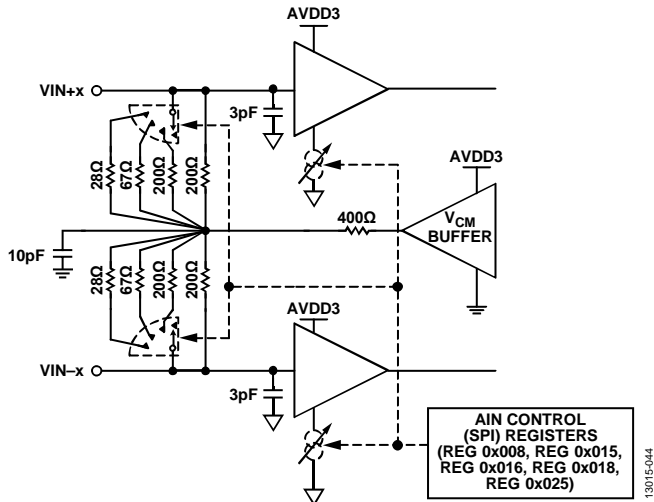 AVDD3
VIN+x
3pF
28Ω
67Ω
200Ω
200Ω
AVDD3
400Ω
VCM
BUFFER
10pF
28Ω
67Ω
200Ω
200Ω
AVDD3
VIN–x
3pF
AIN CONTROL
(SPI) REGISTERS
(REG 0x008, REG 0x015,
REG 0x016, REG 0x018,
REG 0x025)
13015-044